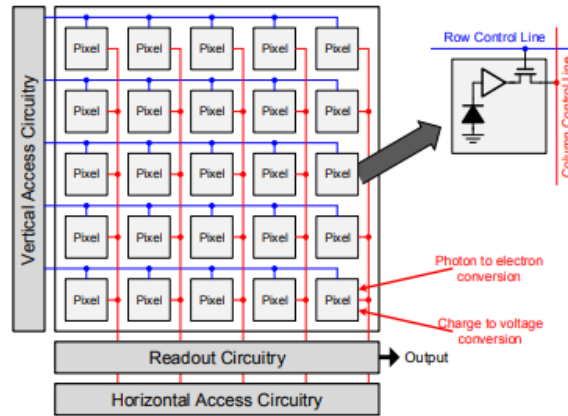 Row Control Line
Column Control Line
Vertical Access Circuitry
Pixel Pixel Pixel Pixel Pixel
Pixel Pixel Pixel Pixel Pixel
Pixel Pixel Pixel Pixel Pixel
Pixel Pixel Pixel Pixel Pixel
Pixel Pixel Pixel Pixel Pixel
Photon to electron
conversion
Charge to voltage
conversion
Readout Circuitry
Output
Horizontal Access Circuitry